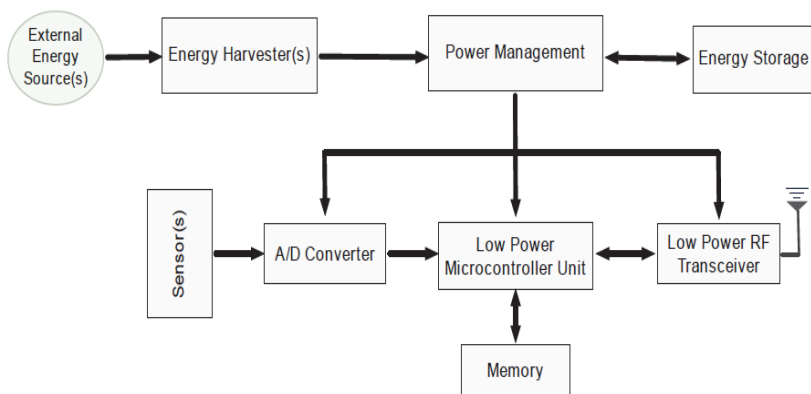 External
Energy
Source(s)
Energy Harvester(s)
Power Management
Energy Storage
Sensor(s)
A/D Converter
Low Power
Microcontroller Unit
Low Power RF
Transceiver
Memory